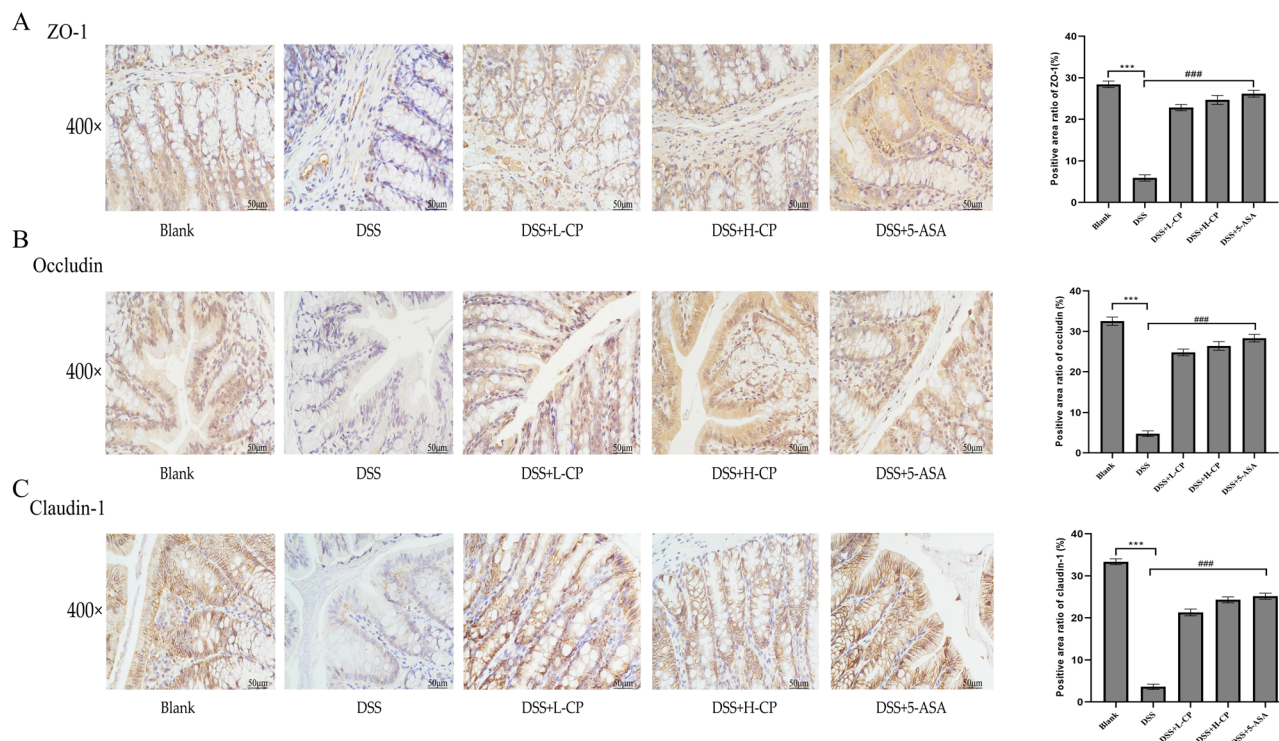 A
ZO-1
400×
50μm
50μm
50μm
50μm
50μm
Blank
DSS
DSS+L-CP
DSS+H-CP
DSS+5-ASA
Positive area ratio of ZO-1(%)
40
30
20
10
0
***
###
Blank
DSS
DSS+L-CP
DSS+H-CP
DSS+5-ASA
B
Occludin
400×
50μm
50μm
50μm
50μm
50μm
Blank
DSS
DSS+L-CP
DSS+H-CP
DSS+5-ASA
Positive area ratio of occludin (%)
40
30
20
10
0
***
###
Blank
DSS
DSS+L-CP
DSS+H-CP
DSS+5-ASA
C
Claudin-1
400×
50μm
50μm
50μm
50μm
50μm
Blank
DSS
DSS+L-CP
DSS+H-CP
DSS+5-ASA
Positive area ratio of claudin-1 (%)
40
30
20
10
0
***
###
Blank
DSS
DSS+L-CP
DSS+H-CP
DSS+5-ASA